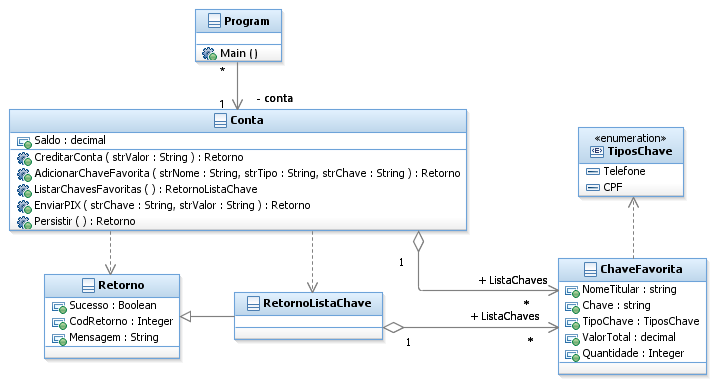 Program
Main ( )
*
1
- conta
Conta
Saldo : decimal
CreditarConta ( strValor : String ) : Retorno
AdicionarChaveFavorita ( strNome : String, strTipo : String, strChave : String ) : Retorno
ListarChavesFavoritas ( ) : RetornoListaChave
EnviarPIX ( strChave : String, strValor : String ) : Retorno
Persistir ( ) : Retorno
«enumeration»
TiposChave
Telefone
CPF
1
+ ListaChaves
*
Retorno
Sucesso : Boolean
CodRetorno : Integer
Mensagem : String
RetornoListaChave
1
+ ListaChaves
*
ChaveFavorita
NomeTitular : string
Chave : string
TipoChave : TiposChave
ValorTotal : decimal
Quantidade : Integer